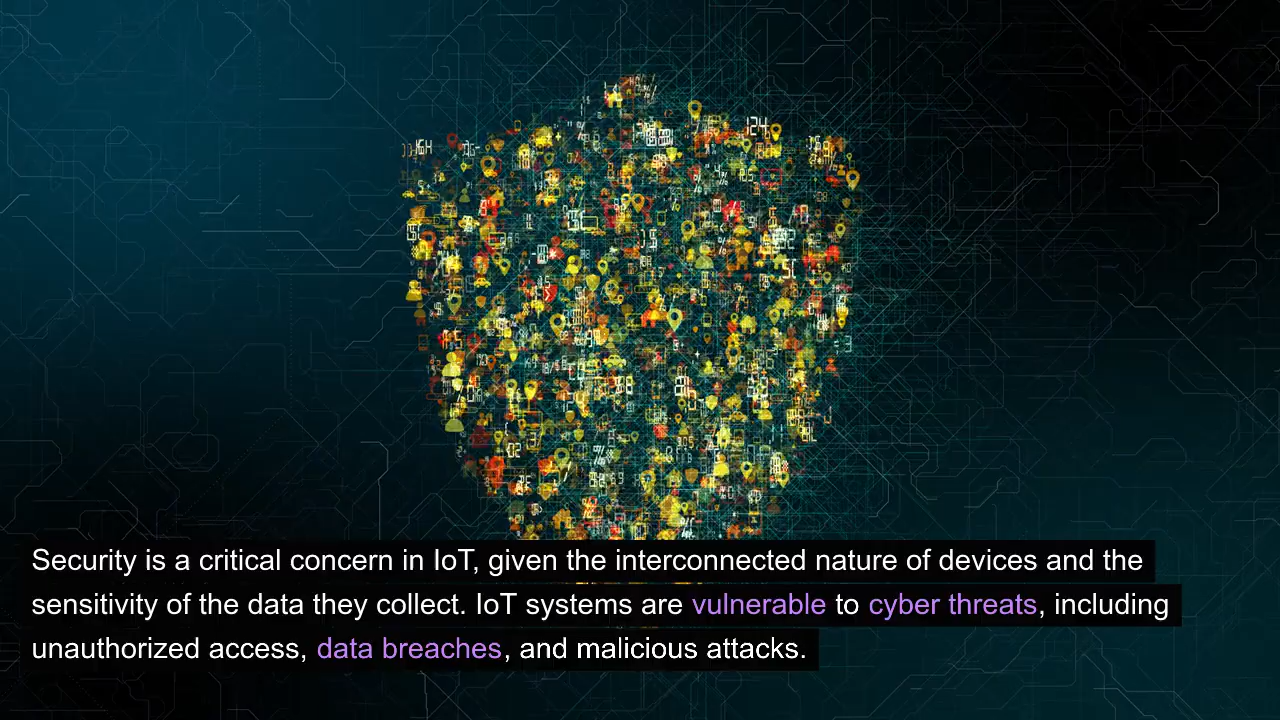 Security is a critical concern in IoT, given the interconnected nature of devices and the
sensitivity of the data they collect. IoT systems are vulnerable to cyber threats, including
unauthorized access, data breaches, and malicious attacks.